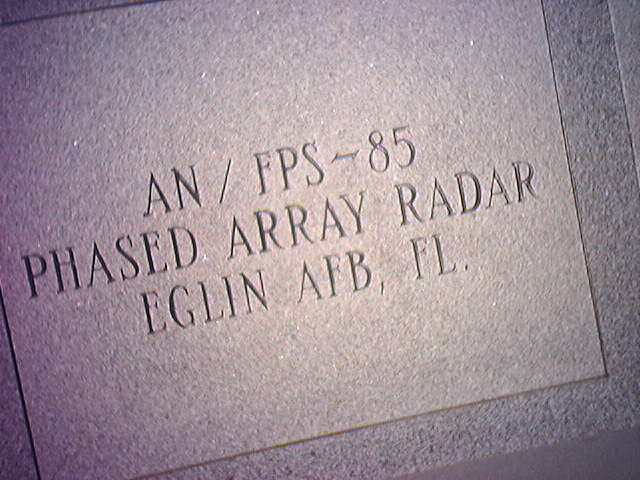 AN / FPS-85
PHASED ARRAY RADAR
EGLIN AFB, FL.